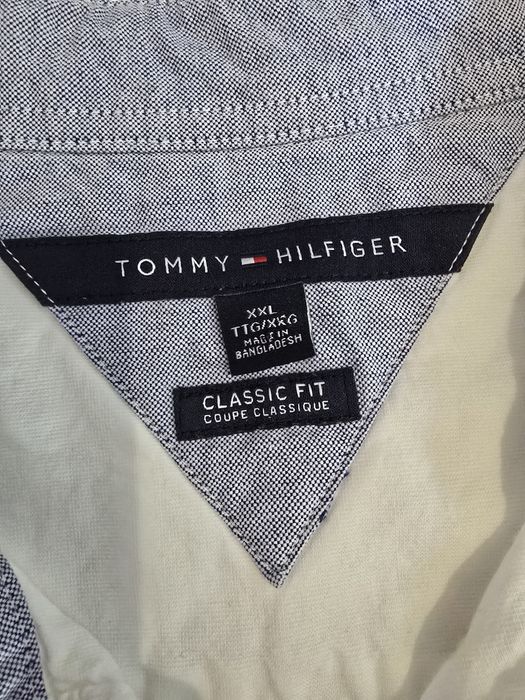 TOMMY HILFIGER
XXL
TTG/XXG
MADE IN
BANGLADESH
CLASSIC FIT
COUPE CLASSIQUE